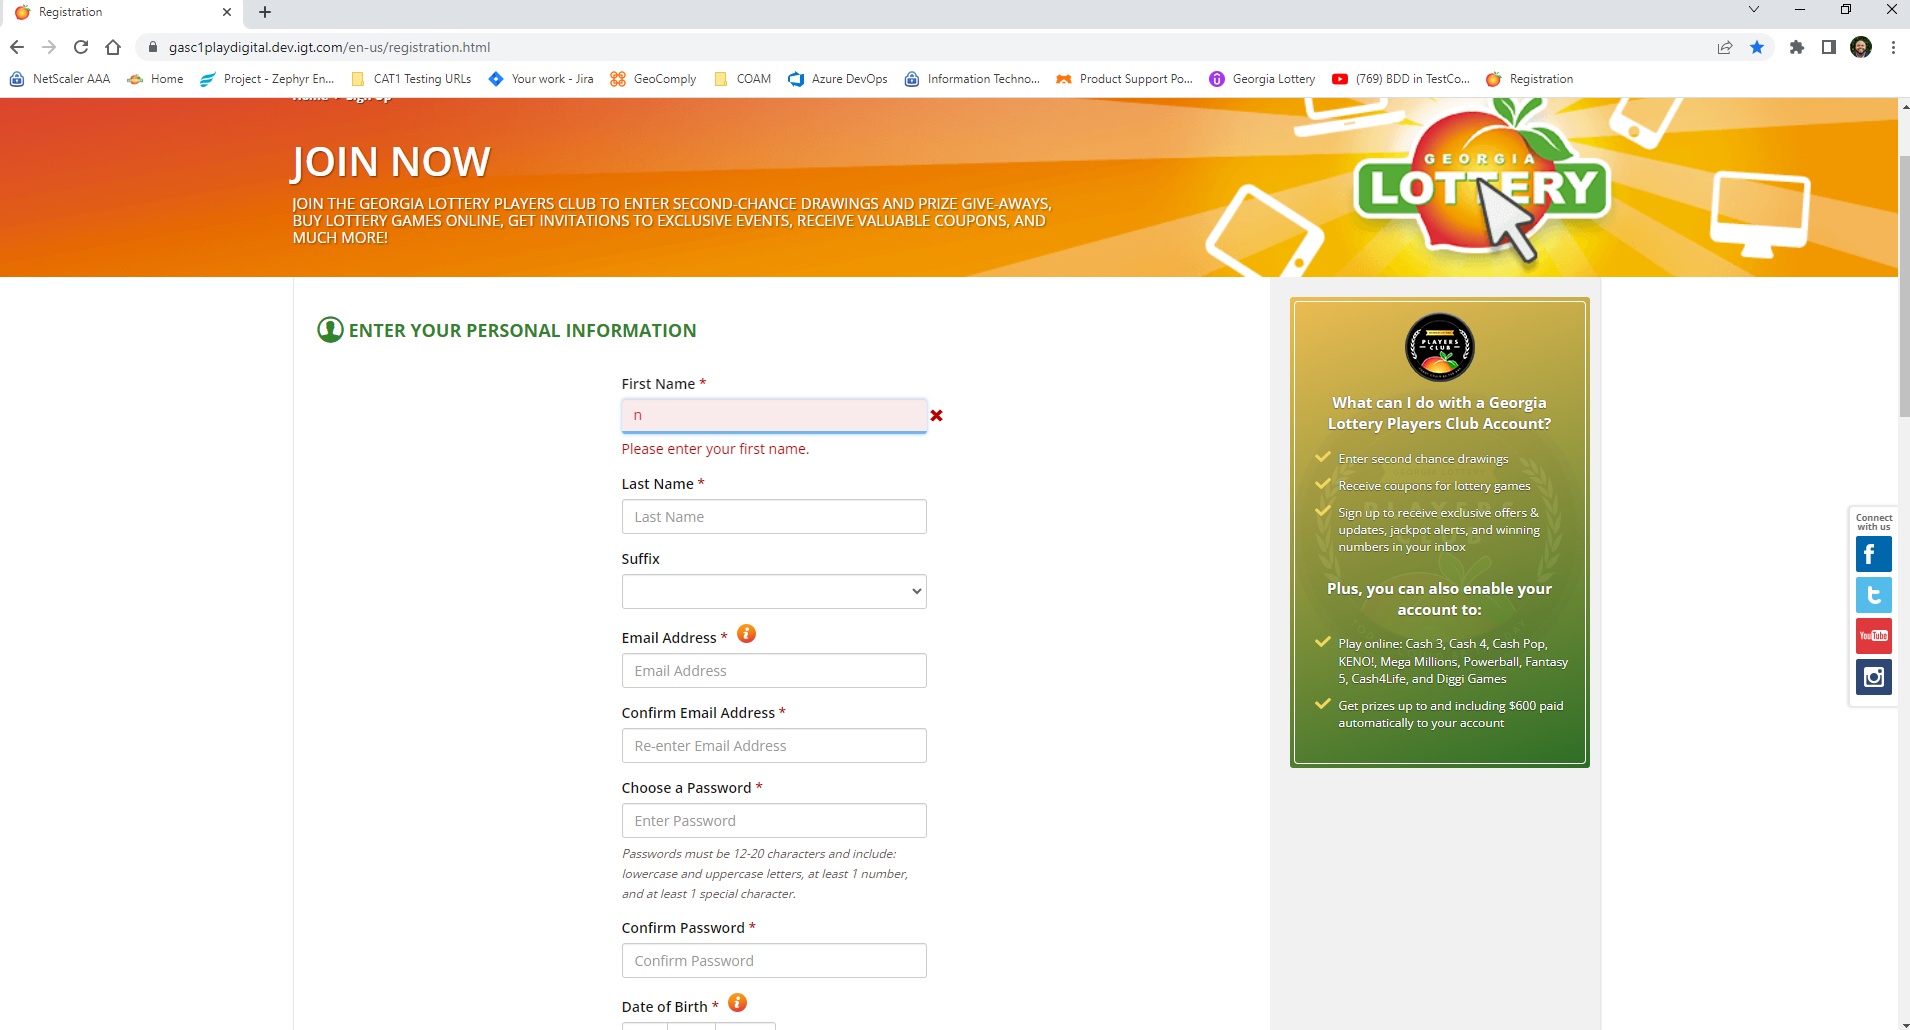 Registration
gasc1playdigital.dev.igt.com/en-us/registration.html
NetScaler AAA
Home
Project - Zephyr En...
CAT1 Testing URLs
Your work - Jira
GeoComply
COAM
Azure DevOps
Information Techno...
Product Support Po...
Georgia Lottery
(769) BDD in TestCo...
Registration
Home
Sign Up
JOIN NOW
JOIN THE GEORGIA LOTTERY PLAYERS CLUB TO ENTER SECOND-CHANCE DRAWINGS AND PRIZE GIVE-AWAYS,
BUY LOTTERY GAMES ONLINE, GET INVITATIONS TO EXCLUSIVE EVENTS, RECEIVE VALUABLE COUPONS, AND
MUCH MORE!
GEORGIA
LOTTERY
ENTER YOUR PERSONAL INFORMATION
First Name *
n
Please enter your first name.
Last Name *
Last Name
Suffix
Email Address *
Email Address
Confirm Email Address *
Re-enter Email Address
Choose a Password *
Enter Password
Passwords must be 12-20 characters and include:
lowercase and uppercase letters, at least 1 number,
and at least 1 special character.
Confirm Password *
Confirm Password
Date of Birth *
PLAYERS
CLUB
What can I do with a Georgia
Lottery Players Club Account?
Enter second chance drawings
Receive coupons for lottery games
Sign up to receive exclusive offers &
updates, jackpot alerts, and winning
numbers in your inbox
Plus, you can also enable your
account to:
Play online: Cash 3, Cash 4, Cash Pop,
KENO!, Mega Millions, Powerball, Fantasy
5, Cash4Life, and Diggi Games
Get prizes up to and including $600 paid
automatically to your account
Connect
with us
YouTube